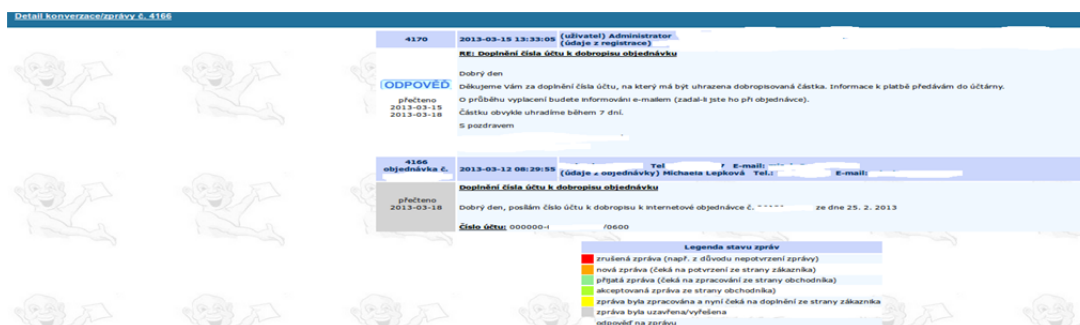 Detail konverzace/zprávy č. 4166
4170
2013-03-15 13:33:05
(uživatel) Administrator
(údaje z registrace)
RE: Doplnění čísla účtu k dobropisu objednávku
ODPOVĚĎ
přečteno
2013-03-15
2013-03-18
Dobrý den
Děkujeme Vám za doplnění čísla účtu, na který má být uhrazena dobropisovaná částka. Informace k platbě předávám do účtárny.
O průběhu vyplacení budete informováni e-mailem (zadal-li jste ho při objednávce).
Částku obvykle uhradíme během 7 dní.
S pozdravem
4166
objednávka č.
2013-03-12 08:29:55
Tel E-mail:
(údaje z objednávky) Michaela Lepková Tel.: E-mail:
přečteno
2013-03-18
Doplnění čísla účtu k dobropisu objednávku
Dobrý den, posílám číslo účtu k dobropisu k internetové objednávce č. ze dne 25. 2. 2013
Číslo účtu: 000000- /0600
Legenda stavu zpráv
zrušená zpráva (např. z důvodu nepotvrzení zprávy)
nová zpráva (čeká na potvrzení ze strany zákazníka)
přijatá zpráva (čeká na zpracování ze strany obchodníka)
akceptovaná zpráva ze strany obchodníka)
zpráva byla zpracována a nyní čeká na doplnění ze strany zákazníka
zpráva byla uzavřena/vyřešena
odpověď na zprávu